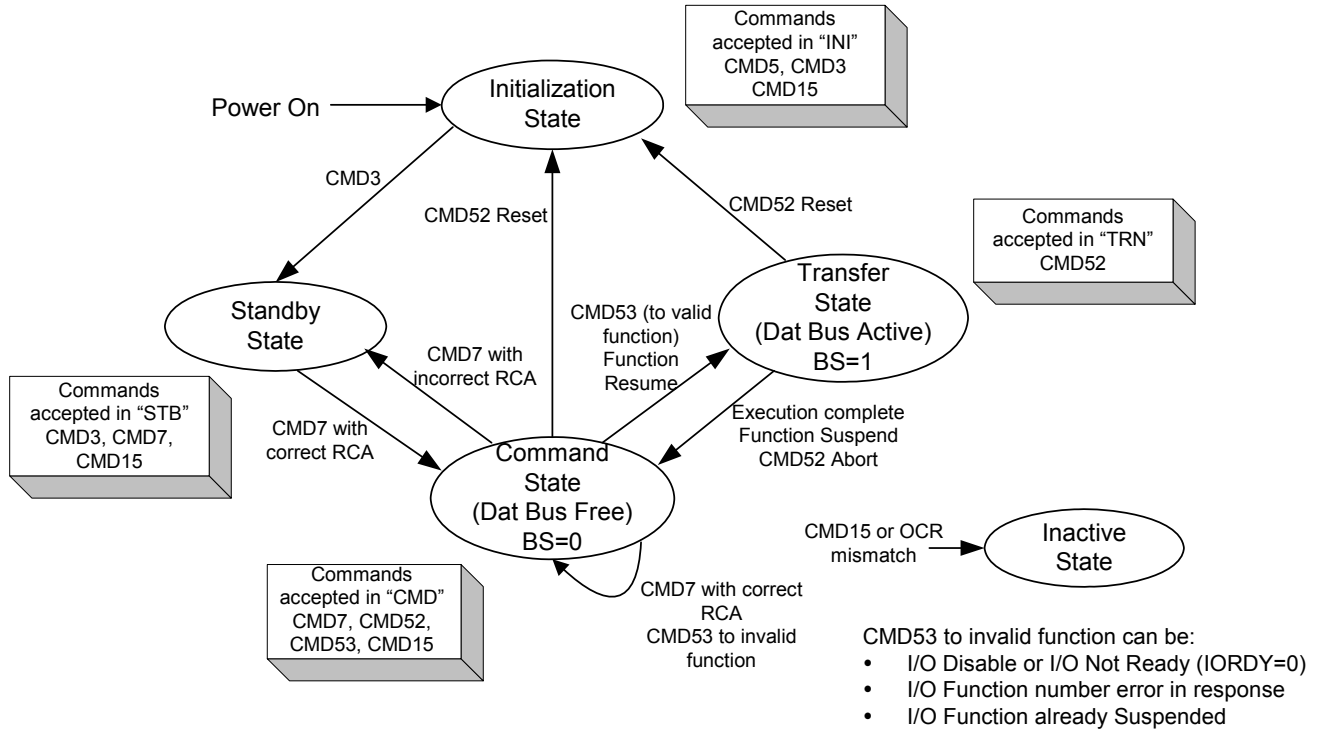 Commands
accepted in "INI"
CMD5, CMD3
CMD15
Power On
Initialization
State
CMD3
CMD52 Reset
CMD52 Reset
Commands
accepted in "TRN"
CMD52
Transfer
State
(Dat Bus Active)
BS=1
Standby
State
CMD53 (to valid
function)
Function
Resume
CMD7 with
incorrect RCA
Commands
accepted in "STB"
CMD3, CMD7,
CMD15
CMD7 with
correct RCA
Execution complete
Function Suspend
CMD52 Abort
Command
State
(Dat Bus Free)
BS=0
CMD15 or OCR
mismatch
Inactive
State
Commands
accepted in "CMD"
CMD7, CMD52,
CMD53, CMD15
CMD7 with correct
RCA
CMD53 to invalid
function
CMD53 to invalid function can be:
• I/O Disable or I/O Not Ready (IORDY=0)
• I/O Function number error in response
• I/O Function already Suspended